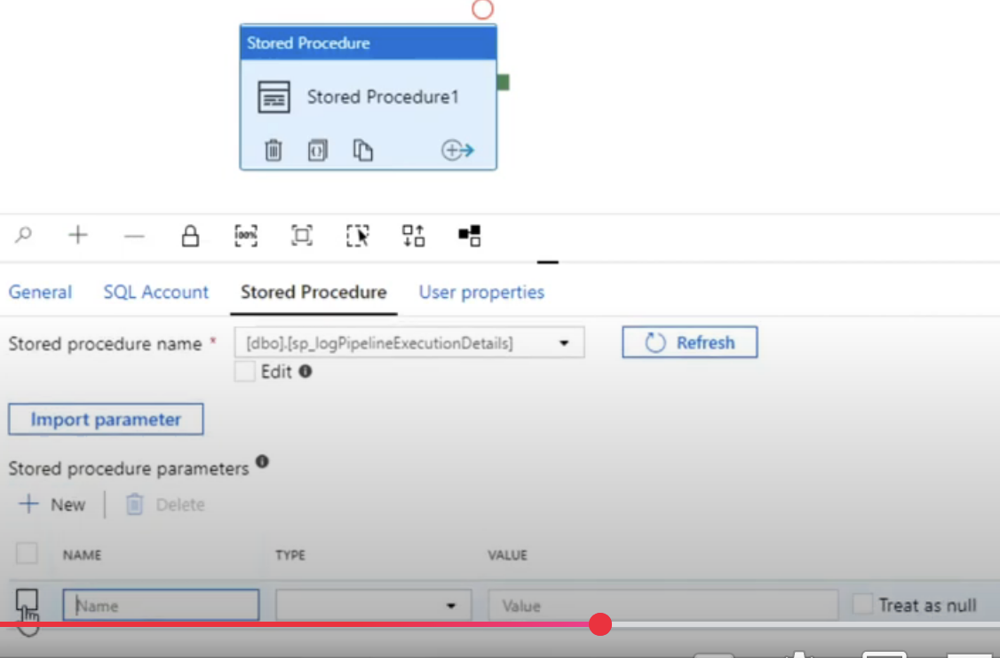 Stored Procedure
Stored Procedure1
100%
General SQL Account Stored Procedure User properties
Stored procedure name * [dbo].[sp_logPipelineExecutionDetails] Refresh
Edit
Import parameter
Stored procedure parameters
New Delete
NAME TYPE VALUE
Name Value Treat as null